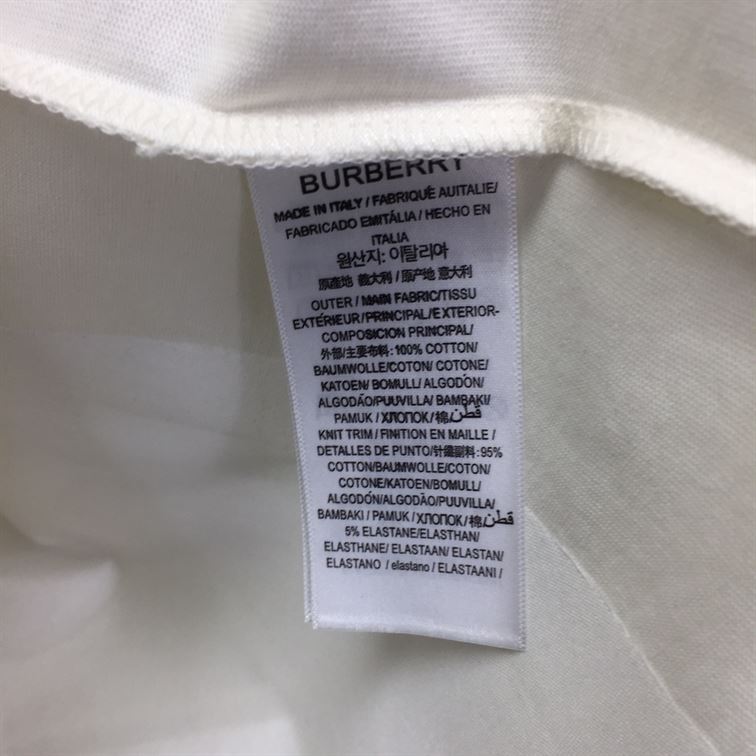 BURBERRY
MADE IN ITALY / FABRIQUÉ AUITALIE/
FABRICADO EMITÁLIA / HECHO EN
ITALIA
원산지: 이탈리아
原產地 義大利 / 原产地 意大利
OUTER / MAIN FABRIC/TISSU
EXTÉRIEUR/PRINCIPAL/EXTERIOR-
COMPOSICION PRINCIPAL/
外部/主要布料: 100% COTTON/
BAUMWOLLE/COTON/ COTONE/
KATOEN/ BOMULL/ ALGODÓN/
ALGODÃO/PUUVILLA/ BAMBAKI/
PAMUK / ХЛОПОК/棉/قطن
KNIT TRIM / FINITION EN MAILLE /
DETALLES DE PUNTO/针織副料: 95%
COTTON/BAUMWOLLE/COTON/
COTONE/KATOEN/BOMULL/
ALGODÓN/ALGODÃO/PUUVILLA/
BAMBAKI / PAMUK / ХЛОПОК/棉/قطن
5% ELASTANE/ELASTHAN/
ELASTHANE/ ELASTAAN/ ELASTAN/
ELASTANO / elastano / ELASTAANI /